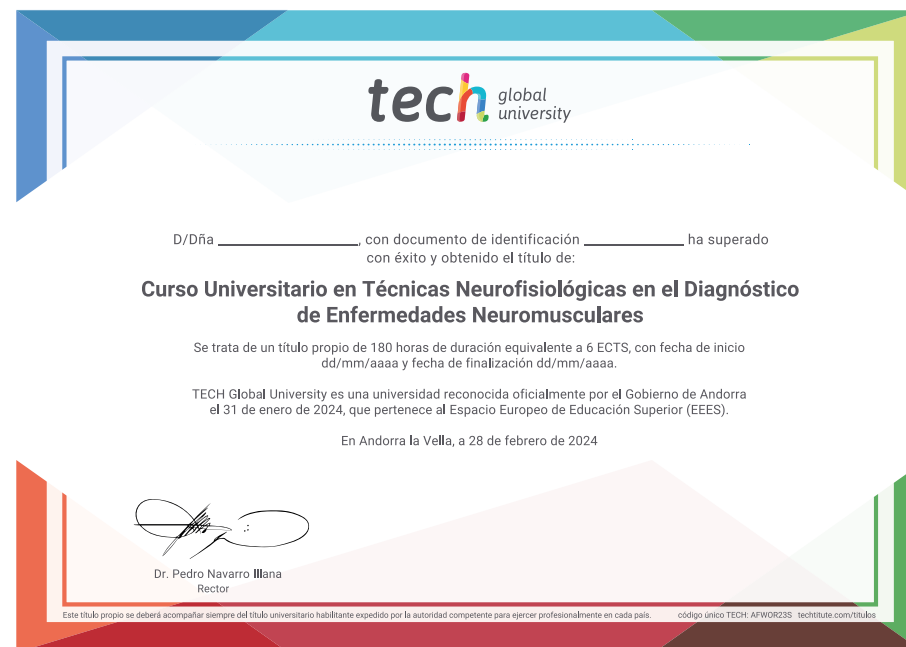 tech global university
D/Dña ____________________, con documento de identificación ______________ ha superado
con éxito y obtenido el título de:
Curso Universitario en Técnicas Neurofisiológicas en el Diagnóstico
de Enfermedades Neuromusculares
Se trata de un título propio de 180 horas de duración equivalente a 6 ECTS, con fecha de inicio
dd/mm/aaaa y fecha de finalización dd/mm/aaaa.
TECH Global University es una universidad reconocida oficialmente por el Gobierno de Andorra
el 31 de enero de 2024, que pertenece al Espacio Europeo de Educación Superior (EEES).
En Andorra la Vella, a 28 de febrero de 2024
Dr. Pedro Navarro Illana
Rector
Este título propio se deberá acompañar siempre del título universitario habilitante expedido por la autoridad competente para ejercer profesionalmente en cada país. código único TECH: AFWOR23S techtitute.com/titulos